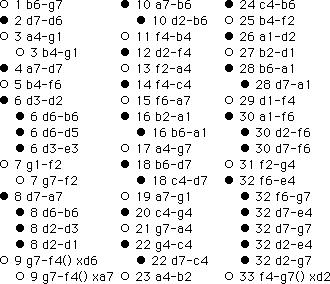 1 b6-g7
2 d7-d6
3 a4-g1
3 b4-g1
4 a7-d7
5 b4-f6
6 d3-d2
6 d6-b6
6 d6-d5
6 d3-e3
7 g1-f2
7 g7-f2
8 d7-a7
8 d6-b6
8 d2-d3
8 d2-d1
9 g7-f4() xd6
9 g7-f4() xa7
10 a7-b6
10 d2-b6
11 f4-b4
12 d2-f4
13 f2-a4
14 f4-c4
15 f6-a7
16 b2-a1
16 b6-a1
17 a4-g7
18 b6-d7
18 c4-d7
19 a7-g1
20 c4-g4
21 g7-a4
22 g4-c4
22 d7-c4
23 a4-b2
24 c4-b6
25 b4-f2
26 a1-d2
27 b2-d1
28 b6-a1
28 d7-a1
29 d1-f4
30 a1-f6
30 d2-f6
30 d7-f6
31 f2-g4
32 f6-e4
32 f6-g7
32 d7-e4
32 d7-g7
32 d2-e4
32 d2-g7
33 f4-g7() xd2